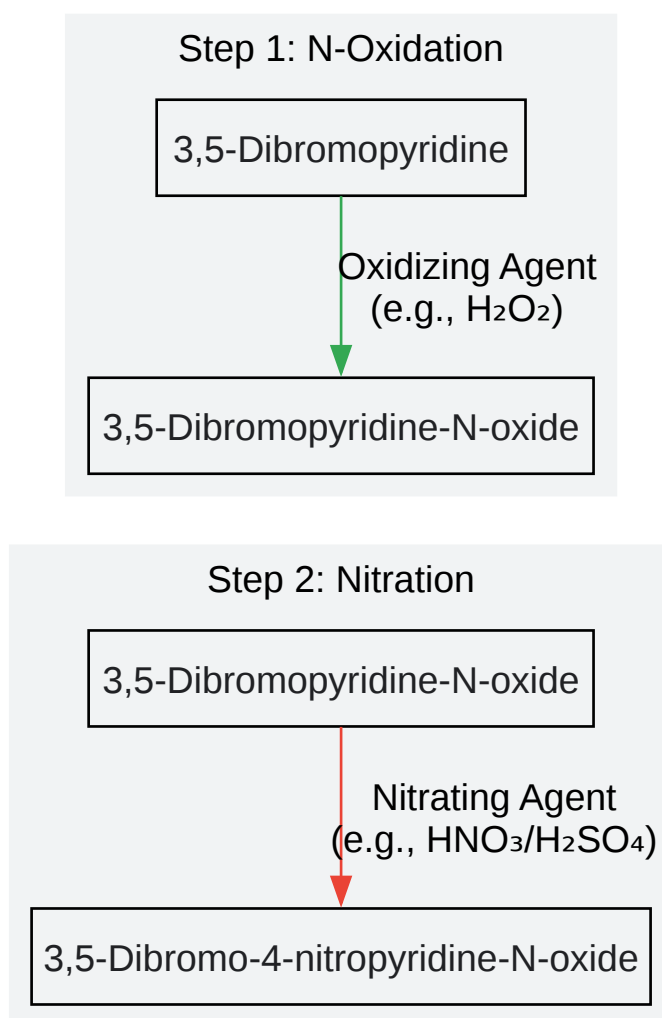 Step 1: N-Oxidation
3,5-Dibromopyridine
Oxidizing Agent
(e.g., H₂O₂)
3,5-Dibromopyridine-N-oxide
Step 2: Nitration
3,5-Dibromopyridine-N-oxide
Nitrating Agent
(e.g., HNO₃/H₂SO₄)
3,5-Dibromo-4-nitropyridine-N-oxide